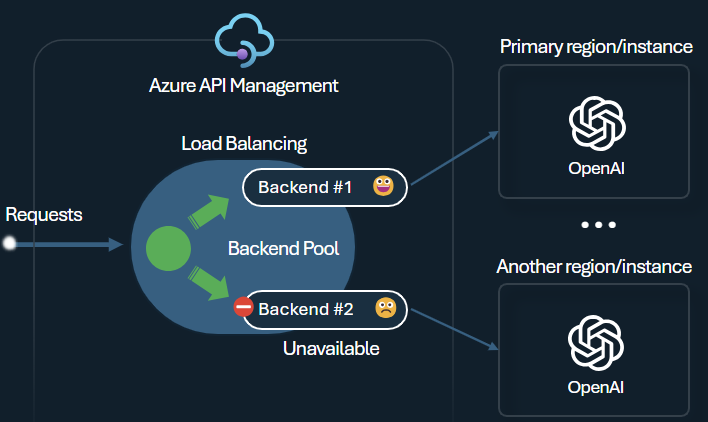 Primary region/instance
Azure API Management
Load Balancing
OpenAI
Backend #1
Requests
Backend Pool
Another region/instance
Backend #2
Unavailable
OpenAI